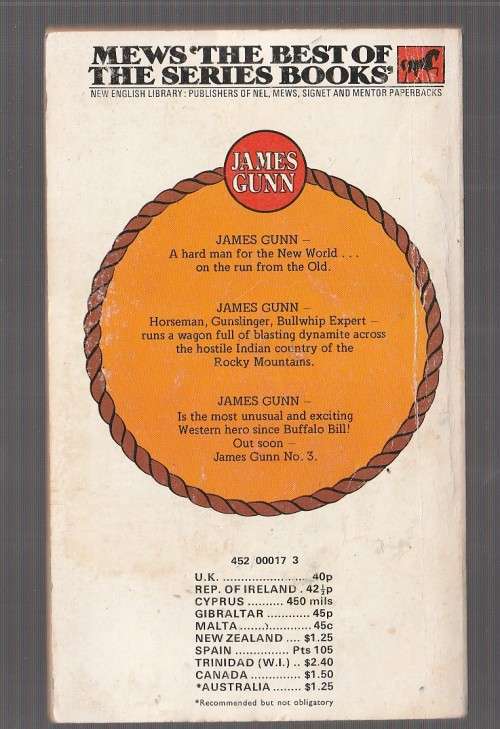 MEWS 'THE BEST OF
THE SERIES BOOKS'
NEW ENGLISH LIBRARY: PUBLISHERS OF NEL, MEWS, SIGNET AND MENTOR PAPERBACKS
JAMES
GUNN
JAMES GUNN –
A hard man for the New World . . .
on the run from the Old.
JAMES GUNN –
Horseman, Gunslinger, Bullwhip Expert –
runs a wagon full of blasting dynamite across
the hostile Indian country of the
Rocky Mountains.
JAMES GUNN –
Is the most unusual and exciting
Western hero since Buffalo Bill!
Out soon –
James Gunn No. 3.
452 00017 3
U.K. ..................... 40p
REP. OF IRELAND . 42½p
CYPRUS .......... 450 mils
GIBRALTAR ............ 45p
MALTA ................. 45c
NEW ZEALAND .... $1.25
SPAIN ............... Pts 105
TRINIDAD (W.I.) .. $2.40
CANADA ............. $1.50
*AUSTRALIA ........ $1.25
*Recommended but not obligatory